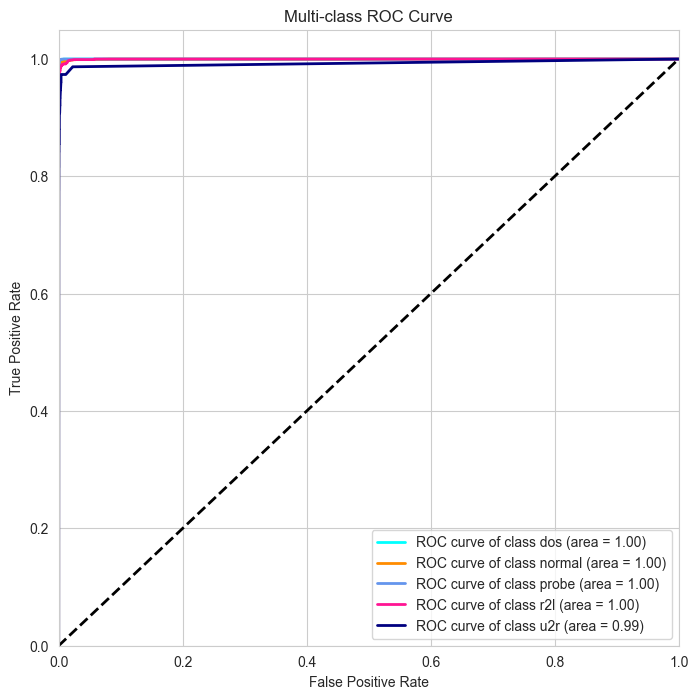 Multi-class ROC Curve
True Positive Rate
1.0
0.8
0.6
0.4
0.2
0.0
ROC curve of class dos (area = 1.00)
ROC curve of class normal (area = 1.00)
ROC curve of class probe (area = 1.00)
ROC curve of class r2l (area = 1.00)
ROC curve of class u2r (area = 0.99)
0.0 0.2 0.4 0.6 0.8 1.0
False Positive Rate